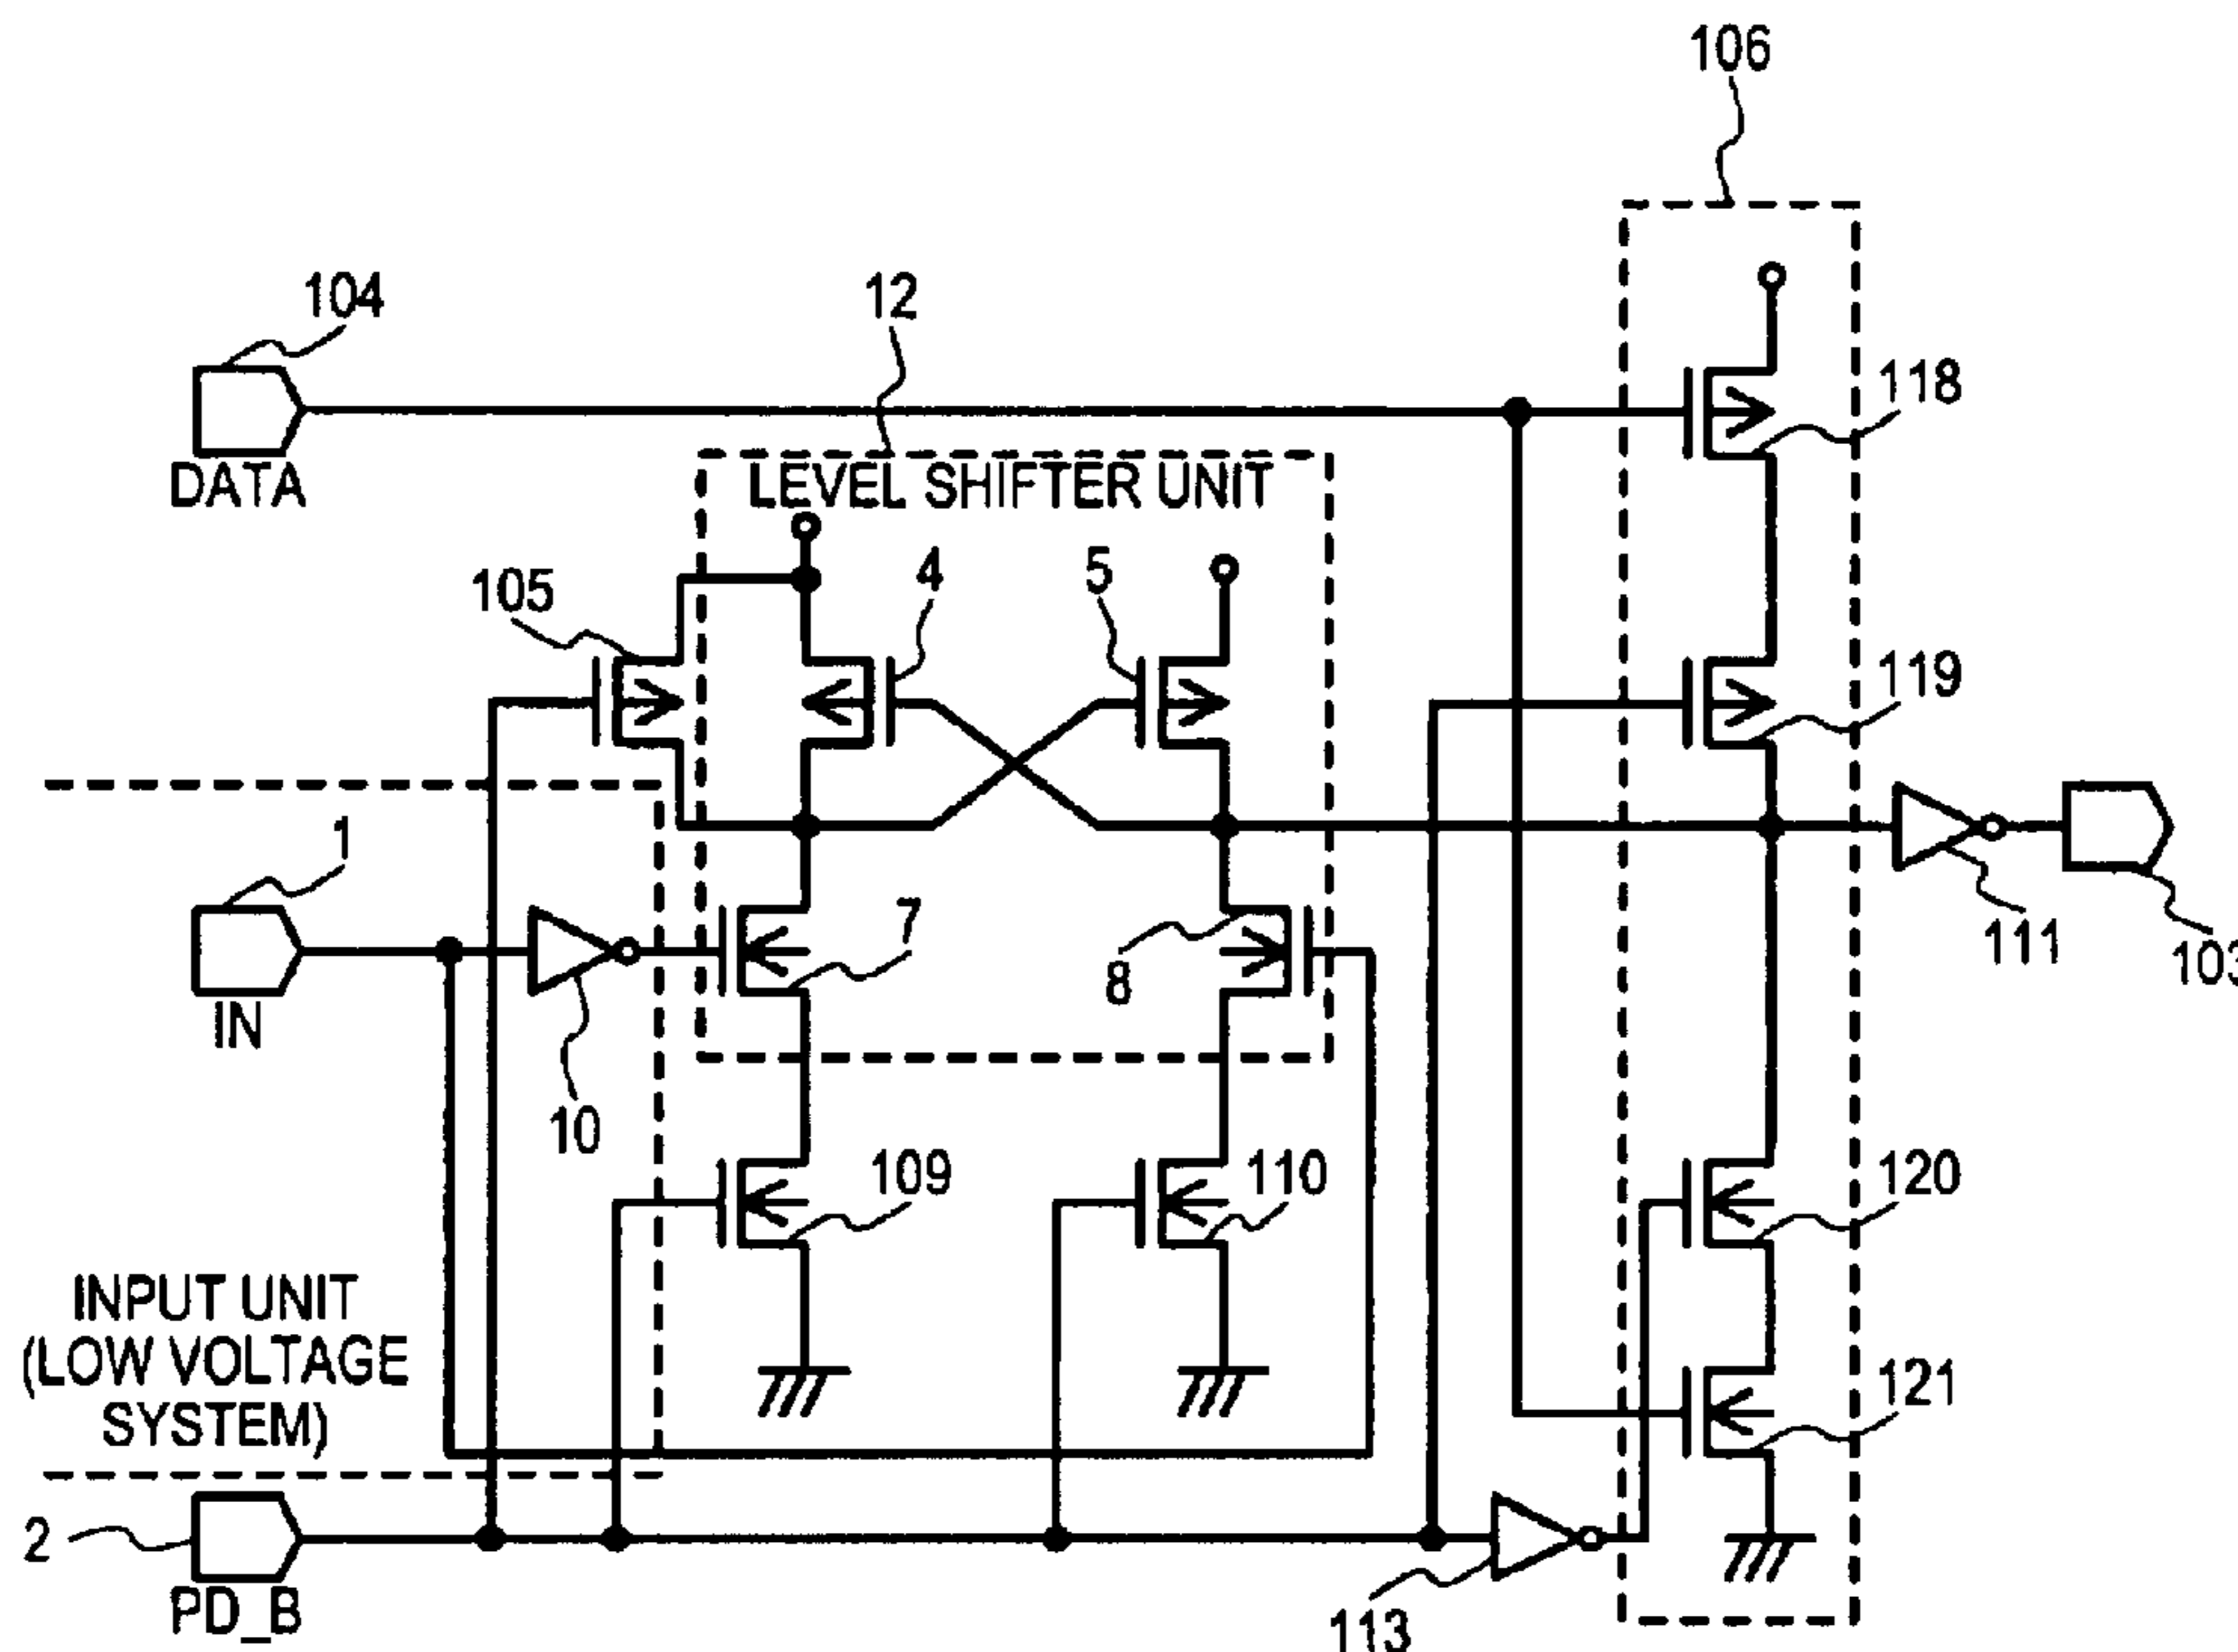 106
104
12
118
DATA
LEVEL SHIFTER UNIT
105
4
5
119
1
7
8
111
103
IN
10
109
110
120
INPUT UNIT
(LOW VOLTAGE
SYSTEM)
121
2
PD_B
113